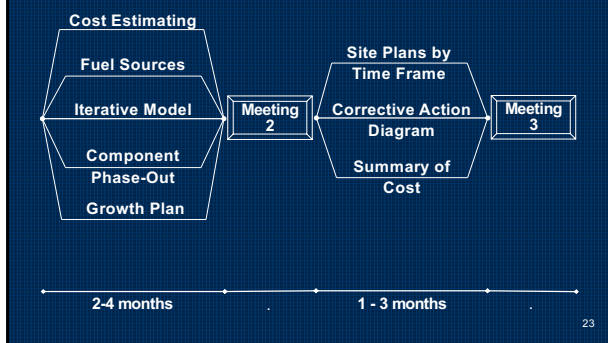 Cost Estimating
Fuel Sources
Iterative Model
Component
Phase-Out
Growth Plan
Meeting
2
Site Plans by
Time Frame
Corrective Action
Diagram
Summary of
Cost
Meeting
3
2-4 months
.
1 - 3 months
.
23